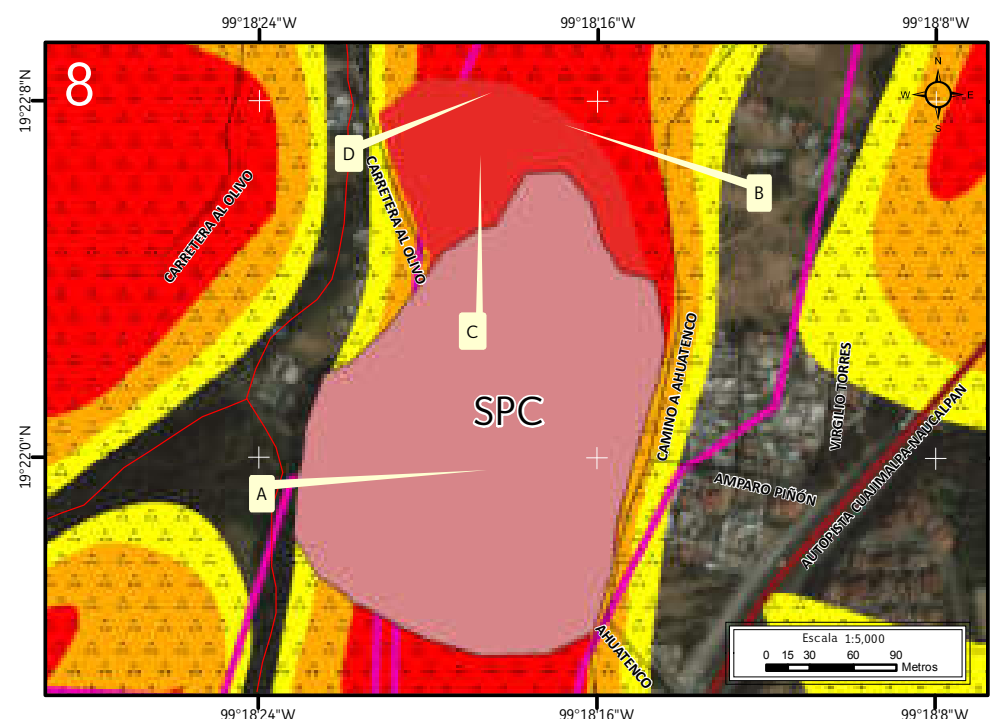 99°18'24"W 99°18'16"W 99°18'8"W
8
N
W E
S
19°22'8"N
D
CARRETERA AL OLIVO
CARRETERA AL OLIVO
B
C
SPC
CAMINO A AHUATENCO
VIRGILIO TORRES
19°22'0"N
A
AMPARO PIÑÓN
AUTOPISTA CUAJIMALPA-NAUCALPAN
AHUATENCO
Escala 1:5,000
0 15 30 60 90
Metros
99°18'24"W 99°18'16"W 99°18'8"W